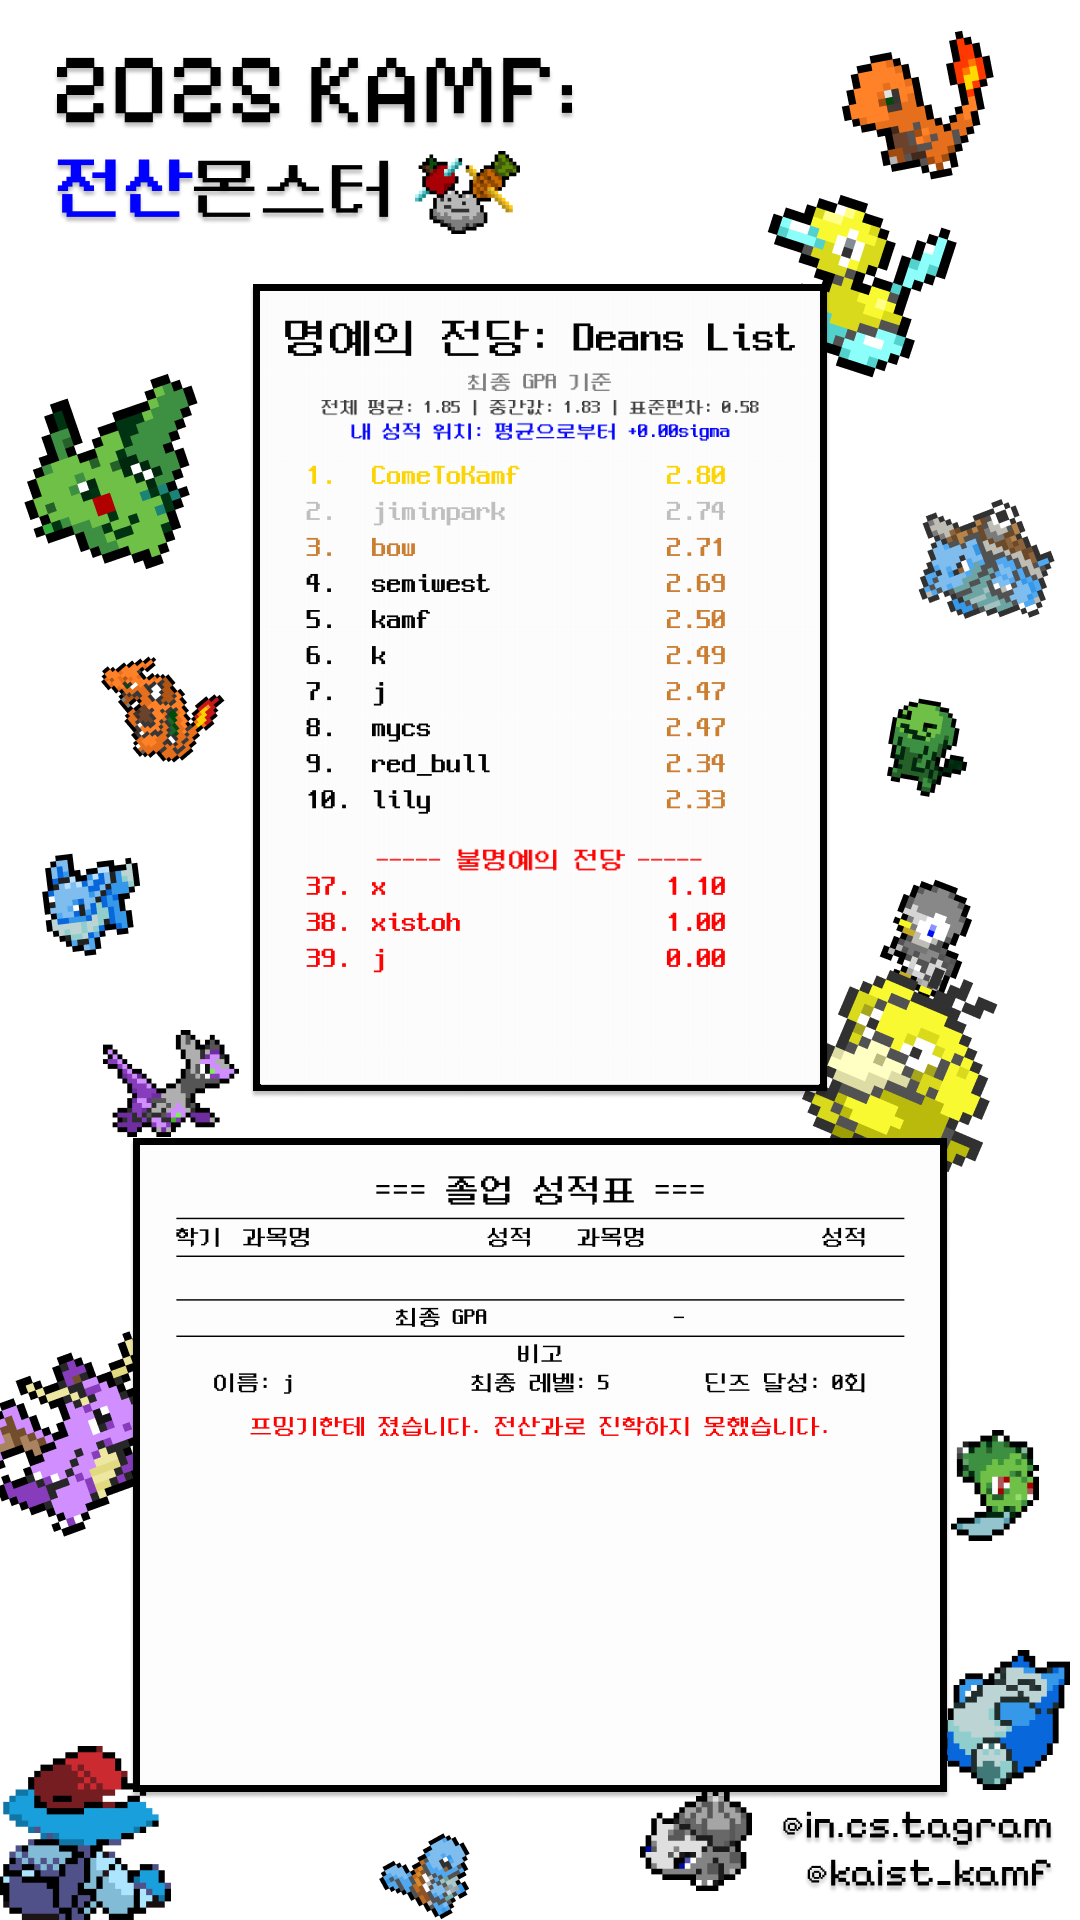 2025 KAMF:
전산몬스터
명예의 전당: Deans List
최종 GPA 기준
전체 평균: 1.85 | 중간값: 1.83 | 표준편차: 0.58
내 성적 위치: 평균으로부터 +0.00sigma
1. ComeToKamf 2.80
2. jiminpark 2.74
3. bow 2.71
4. semiwest 2.69
5. kamf 2.50
6. k 2.49
7. j 2.47
8. mycs 2.47
9. red_bull 2.34
10. lily 2.33
----- 불명예의 전당 -----
37. x 1.10
38. xistoh 1.00
39. j 0.00
=== 졸업 성적표 ===
학기 과목명 성적 과목명 성적
최종 GPA -
비고
이름: j 최종 레벨: 5 딘즈 달성: 0회
프밍기한테 졌습니다. 전산과로 진학하지 못했습니다.
@in.cs.tagram
@kaist_kamf